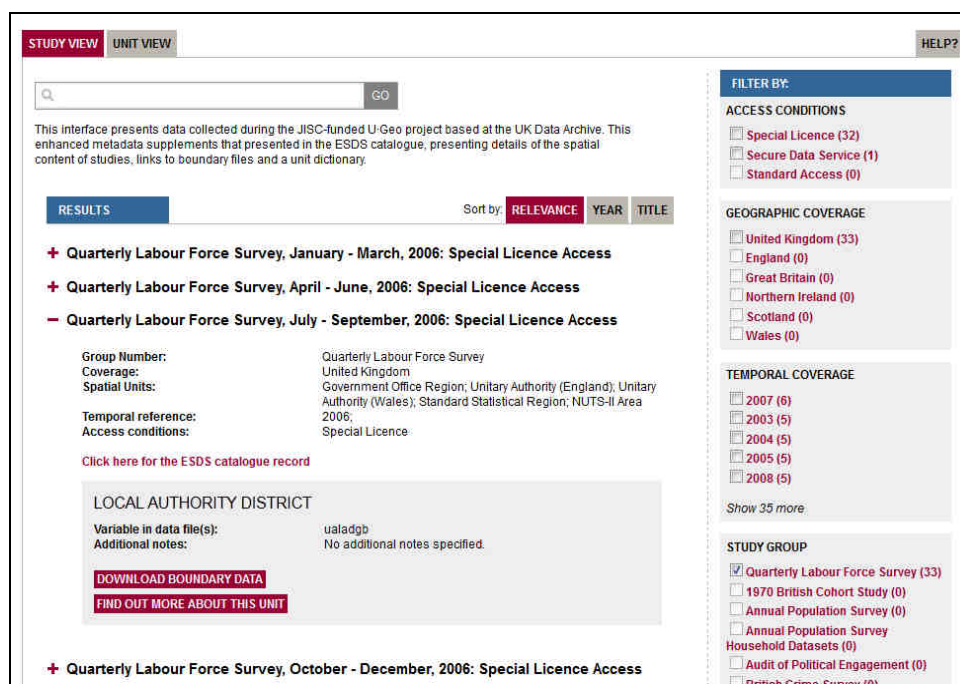 STUDY VIEW UNIT VIEW HELP?
GO
This interface presents data collected during the JISC-funded U·Geo project based at the UK Data Archive. This
enhanced metadata supplements that presented in the ESDS catalogue, presenting details of the spatial
content of studies, links to boundary files and a unit dictionary.
RESULTS Sort by: RELEVANCE YEAR TITLE
+ Quarterly Labour Force Survey, January - March, 2006: Special Licence Access
+ Quarterly Labour Force Survey, April - June, 2006: Special Licence Access
− Quarterly Labour Force Survey, July - September, 2006: Special Licence Access
Group Number: Quarterly Labour Force Survey
Coverage: United Kingdom
Spatial Units: Government Office Region; Unitary Authority (England); Unitary
Authority (Wales); Standard Statistical Region; NUTS-II Area
Temporal reference: 2006;
Access conditions: Special Licence
Click here for the ESDS catalogue record
LOCAL AUTHORITY DISTRICT
Variable in data file(s): ualadgb
Additional notes: No additional notes specified.
DOWNLOAD BOUNDARY DATA
FIND OUT MORE ABOUT THIS UNIT
+ Quarterly Labour Force Survey, October - December, 2006: Special Licence Access
FILTER BY:
ACCESS CONDITIONS
Special Licence (32)
Secure Data Service (1)
Standard Access (0)
GEOGRAPHIC COVERAGE
United Kingdom (33)
England (0)
Great Britain (0)
Northern Ireland (0)
Scotland (0)
Wales (0)
TEMPORAL COVERAGE
2007 (6)
2003 (5)
2004 (5)
2005 (5)
2008 (5)
Show 35 more
STUDY GROUP
Quarterly Labour Force Survey (33)
1970 British Cohort Study (0)
Annual Population Survey (0)
Annual Population Survey
Household Datasets (0)
Audit of Political Engagement (0)
British Crime Survey (0)